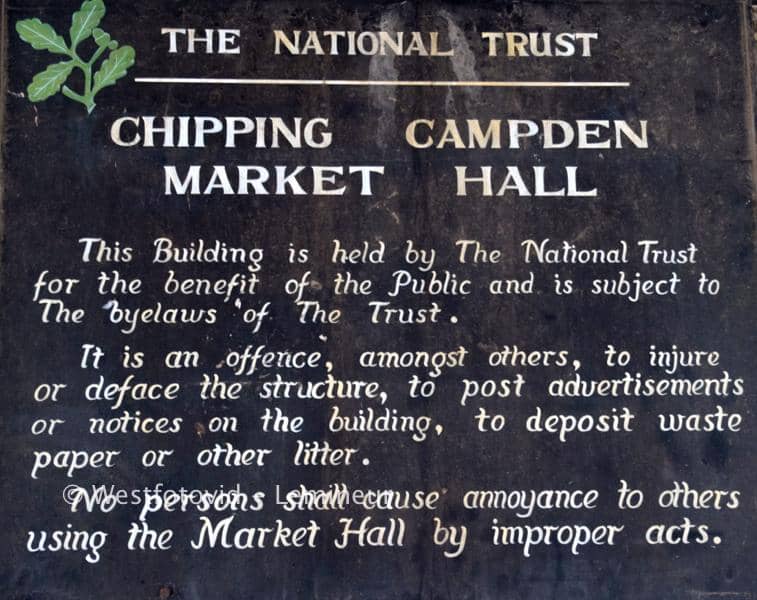 THE NATIONAL TRUST
CHIPPING CAMPDEN
MARKET HALL
This Building is held by The National Trust
for the benefit of the Public and is subject to
The byelaws of The Trust.
It is an offence, amongst others, to injure
or deface the structure, to post advertisements
or notices on the building, to deposit waste
paper or other litter.
© Westfotovid - Lemineur
No persons shall cause annoyance to others
using the Market Hall by improper acts.